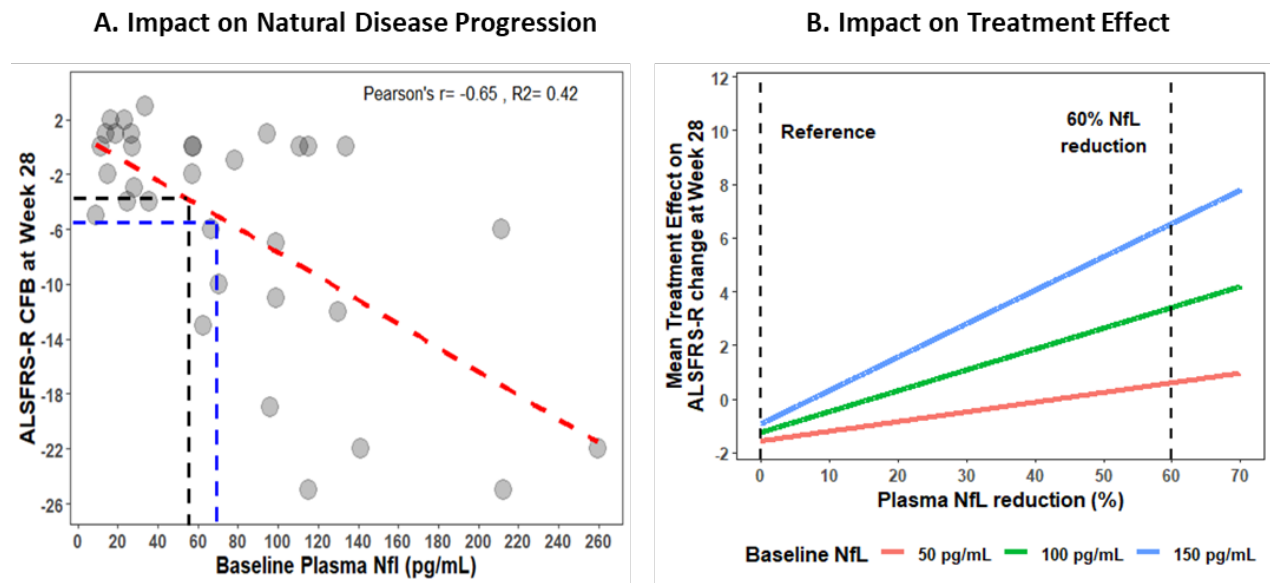 A. Impact on Natural Disease Progression
B. Impact on Treatment Effect
Pearson's r= -0.65 , R2= 0.42
ALSFRS-R CFB at Week 28
2
-2
-6
-10
-14
-18
-22
-26
0 20 40 60 80 100 120 140 160 180 200 220 240 260
Baseline Plasma Nfl (pg/mL)
Mean Treatment Effect on
ALSFRS-R change at Week 28
12
10
8
6
4
2
0
-2
Reference
60% NfL
reduction
0 10 20 30 40 50 60 70
Plasma NfL reduction (%)
Baseline NfL 50 pg/mL 100 pg/mL 150 pg/mL